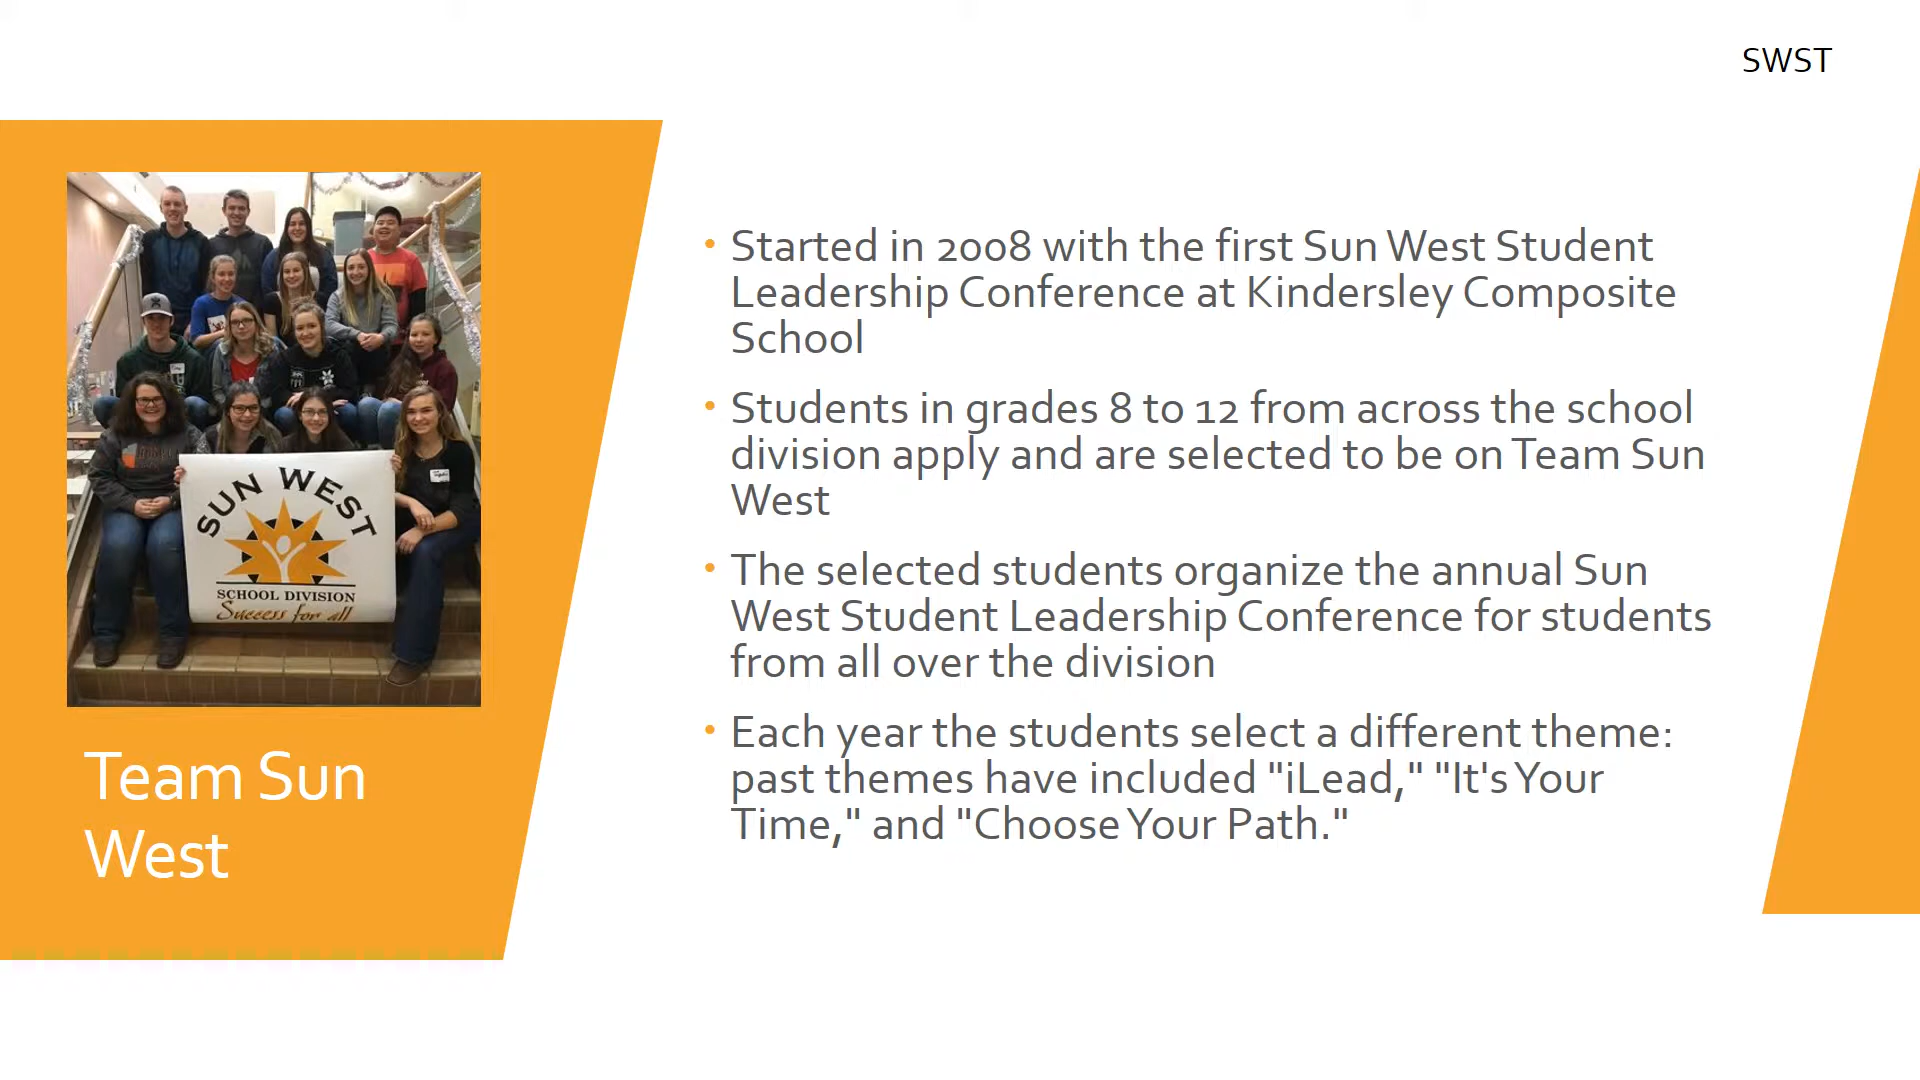 SWST
SUN WEST
SCHOOL DIVISION
Success for all
Team Sun
West
• Started in 2008 with the first Sun West Student
Leadership Conference at Kindersley Composite
School
• Students in grades 8 to 12 from across the school
division apply and are selected to be on Team Sun
West
• The selected students organize the annual Sun
West Student Leadership Conference for students
from all over the division
• Each year the students select a different theme:
past themes have included "iLead," "It's Your
Time," and "Choose Your Path."